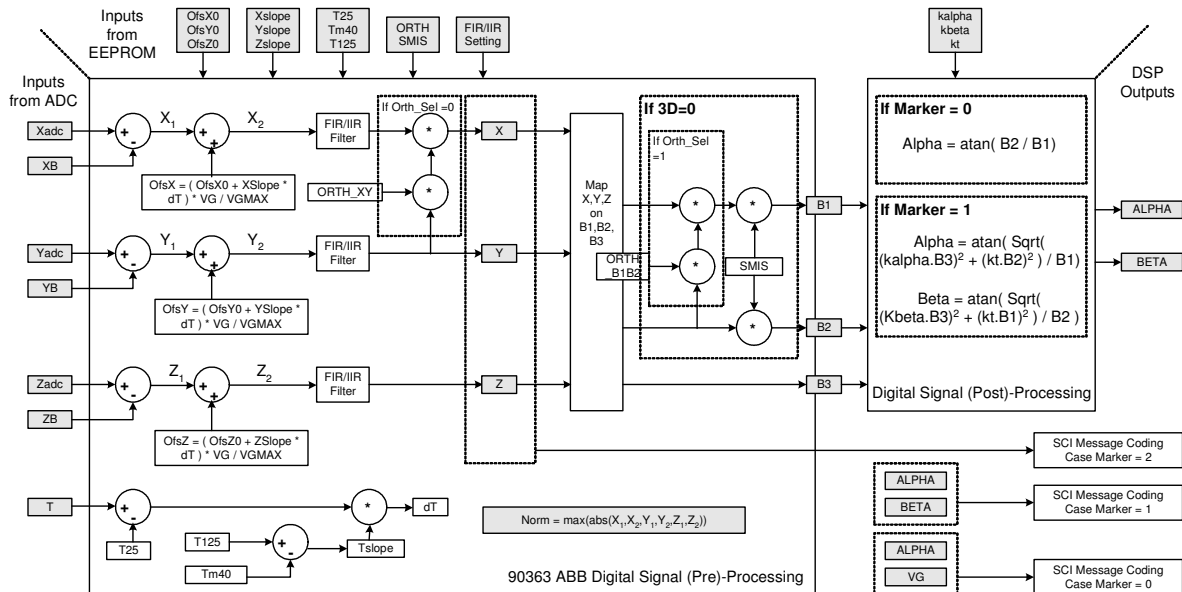 Inputs
from
EEPROM
OfsX0
OfsY0
OfsZ0
Xslope
Yslope
Zslope
T25
Tm40
T125
ORTH
SMIS
FIR/IIR
Setting
kalpha
kbeta
kt
Inputs
from ADC
DSP
Outputs
Xadc
XB
+
-
X1
+
+
X2
OfsX = ( OfsX0 + XSlope *
dT ) * VG / VGMAX
FIR/IIR
Filter
If Orth_Sel =0
*
ORTH_XY
*
X
Yadc
YB
+
-
Y1
+
+
Y2
OfsY = ( OfsY0 + YSlope *
dT ) * VG / VGMAX
FIR/IIR
Filter
Y
Zadc
ZB
+
-
Z1
+
+
Z2
OfsZ = ( OfsZ0 + ZSlope *
dT ) * VG / VGMAX
FIR/IIR
Filter
Z
Map
X,Y,Z
on
B1,B2,
B3
If 3D=0
If Orth_Sel
=1
*
*
ORTH
_B1B2
*
SMIS
*
B1
B2
B3
If Marker = 0
Alpha = atan( B2 / B1)
If Marker = 1
Alpha = atan( Sqrt(
(kalpha.B3)² + (kt.B2)² ) / B1)
Beta = atan( Sqrt(
(Kbeta.B3)² + (kt.B1)² ) / B2 )
Digital Signal (Post)-Processing
ALPHA
BETA
T
+
-
T25
T125
Tm40
+
-
Tslope
*
dT
Norm = max(abs(X1,X2,Y1,Y2,Z1,Z2))
90363 ABB Digital Signal (Pre)-Processing
SCI Message Coding
Case Marker = 2
ALPHA
BETA
SCI Message Coding
Case Marker = 1
ALPHA
VG
SCI Message Coding
Case Marker = 0